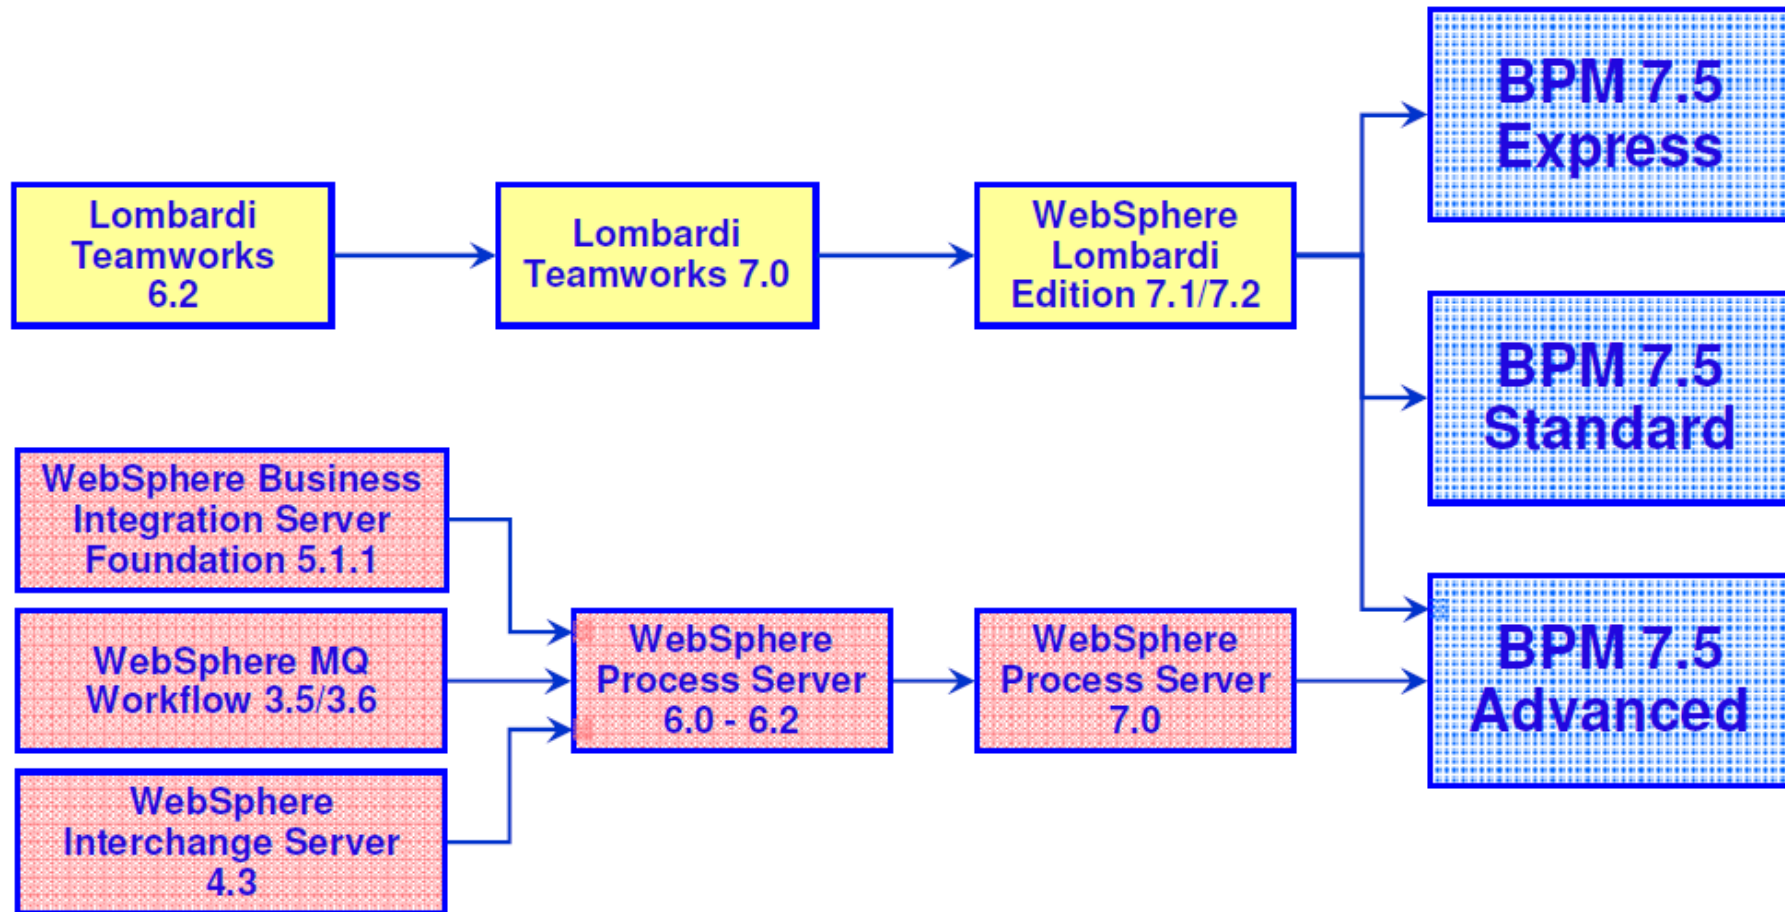 Lombardi
Teamworks
6.2
Lombardi
Teamworks 7.0
WebSphere
Lombardi
Edition 7.1/7.2
BPM 7.5
Express
BPM 7.5
Standard
WebSphere Business
Integration Server
Foundation 5.1.1
WebSphere MQ
Workflow 3.5/3.6
WebSphere
Interchange Server
4.3
WebSphere
Process Server
6.0 - 6.2
WebSphere
Process Server
7.0
BPM 7.5
Advanced